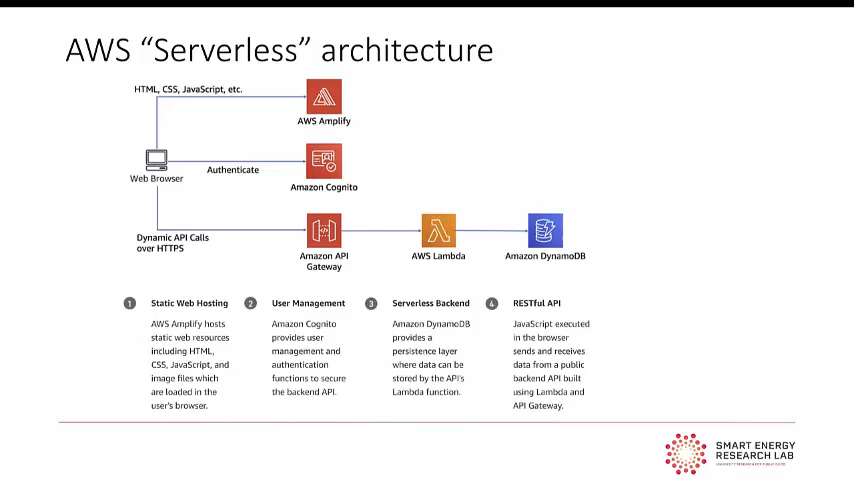 AWS “Serverless” architecture
HTML, CSS, JavaScript, etc.
AWS Amplify
Web Browser
Authenticate
Amazon Cognito
Dynamic API Calls
over HTTPS
Amazon API
Gateway
AWS Lambda
Amazon DynamoDB
1 Static Web Hosting
AWS Amplify hosts
static web resources
including HTML,
CSS, JavaScript, and
image files which
are loaded in the
user's browser.
2 User Management
Amazon Cognito
provides user
management and
authentication
functions to secure
the backend API.
3 Serverless Backend
Amazon DynamoDB
provides a
persistence layer
where data can be
stored by the API's
Lambda function.
4 RESTful API
JavaScript executed
in the browser
sends and receives
data from a public
backend API built
using Lambda and
API Gateway.
SMART ENERGY
RESEARCH LAB
UNIVERSITY RESEARCH FOR PUBLIC GOOD